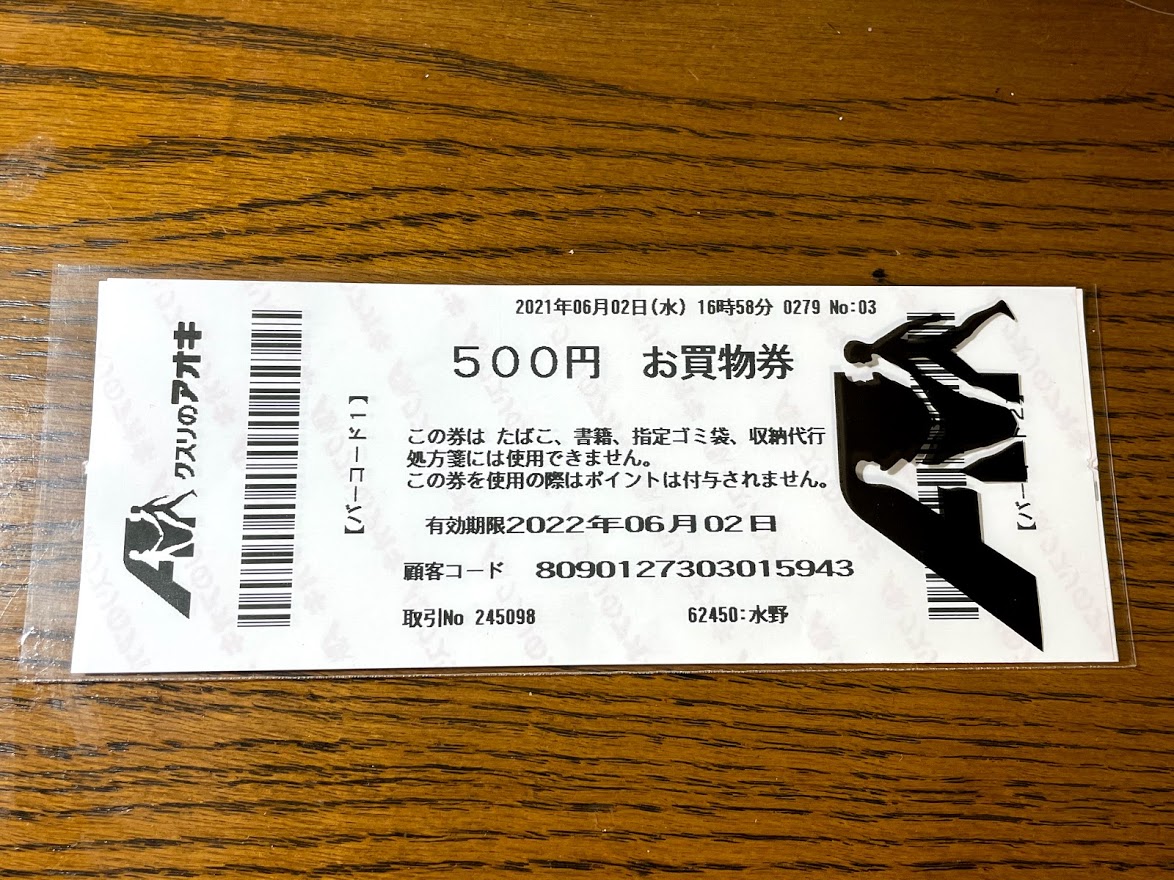 クスリのアオキ
【バーコード1】
2021年06月02日(水) 16時58分 0279 No:03
500円 お買物券
この券は たばこ、書籍、指定ゴミ袋、収納代行
処方箋には使用できません。
この券を使用の際はポイントは付与されません。
有効期限2022年06月02日
顧客コード 8090127303015943
取引No 245098 62450:水野